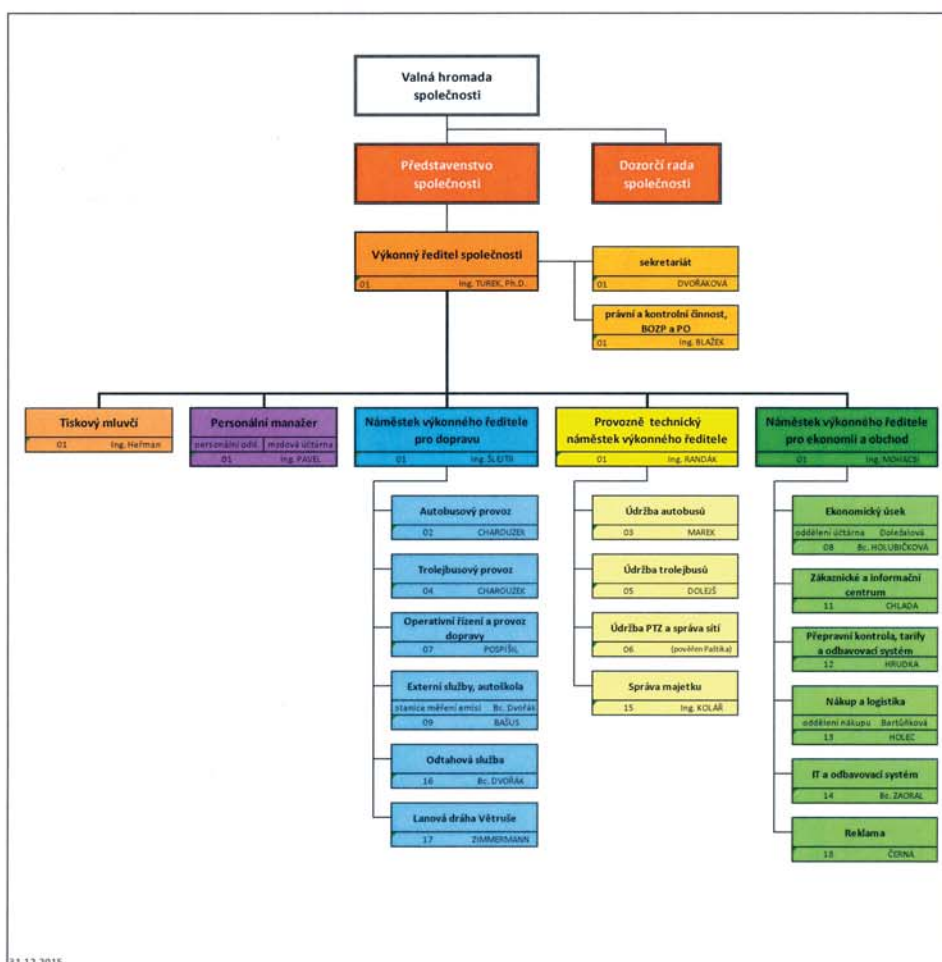 Valná hromada
společnosti
Představenstvo
společnosti
Dozorčí rada
společnosti
Výkonný ředitel společnosti
01 Ing. TUREK, Ph.D.
sekretariát
01 DVOŘÁKOVÁ
právní a kontrolní činnost,
BOZP a PO
01 Ing. BLAŽEK
Tiskový mluvčí
01 Ing. Heřman
Personální manažer
personální odd. mzdová účtárna
01 Ing. PAVEL
Náměstek výkonného ředitele
pro dopravu
01 Ing. ŠLEJTR
Provozně technický
náměstek výkonného ředitele
01 Ing. RANDÁK
Náměstek výkonného ředitele
pro ekonomii a obchod
01 Ing.
Autobusový provoz
02 CHAROUZEK
Trolejbusový provoz
04 CHAROUZEK
Operativní řízení a provoz
dopravy
07 POSPÍŠIL
Externí služby, autoškola
stanice měření emisí Bc. Dvořák
09 BAŠUS
Odtahová služba
16 Bc. DVOŘÁK
Lanová dráha Větruše
17 ZIMMERMANN
Údržba autobusů
03 MAREK
Údržba trolejbusů
05 DOLEJŠ
Údržba PTZ a správa sítí
06 (pověřen Paštika)
Správa majetku
15 Ing. KOLÁŘ
Ekonomický úsek
oddělení účtárna Doležalová
08 Bc. HOLUBIČKOVÁ
Zákaznické a informační
centrum
11 CHLADA
Přepravní kontrola, tarify
a odbavovací systém
12 HRUDKA
Nákup a logistika
oddělení nákupu Bartůňková
13 HOLEC
IT a odbavovací systém
14 Bc. ZAORAL
Reklama
18 ČERNÁ
31.12.2015